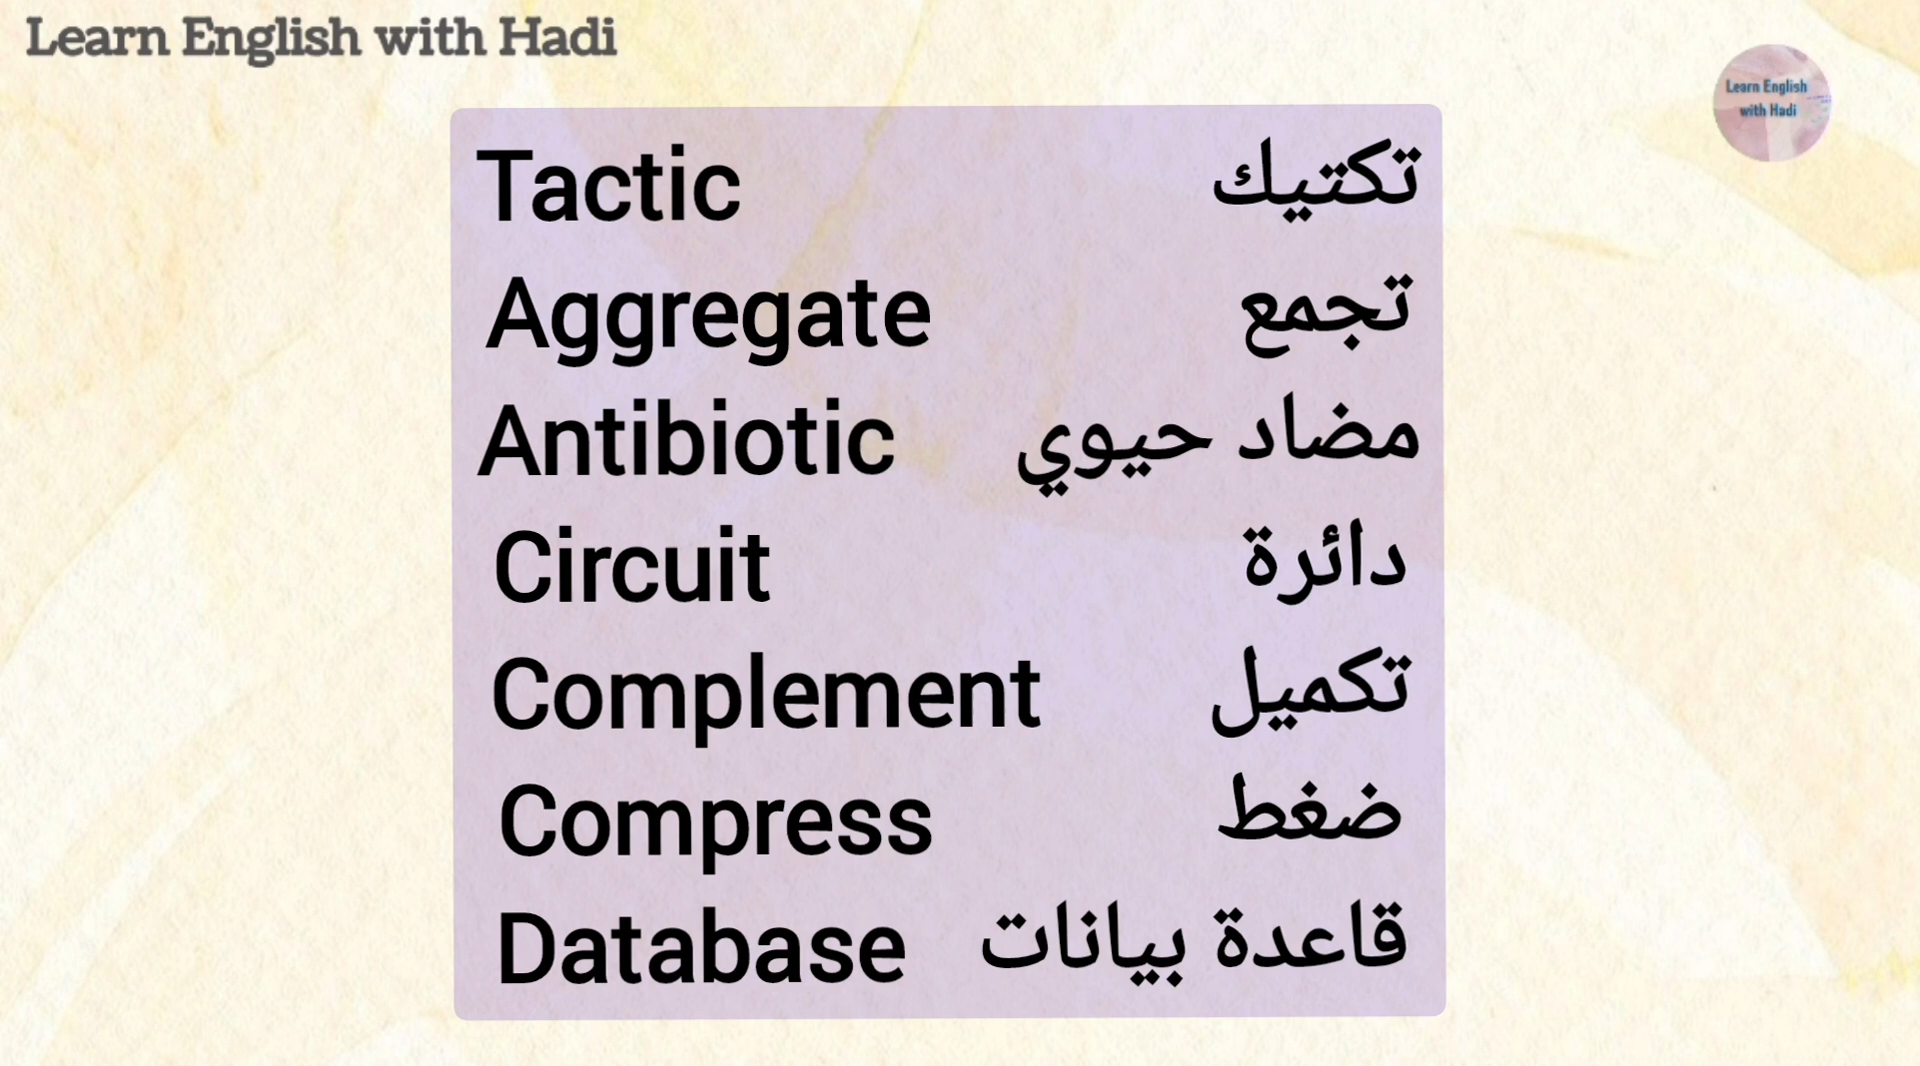 Learn English with Hadi
Learn English
with Hadi
Tactic تكتيك
Aggregate تجمع
Antibiotic مضاد حيوي
Circuit دائرة
Complement تكميل
Compress ضغط
Database قاعدة بيانات